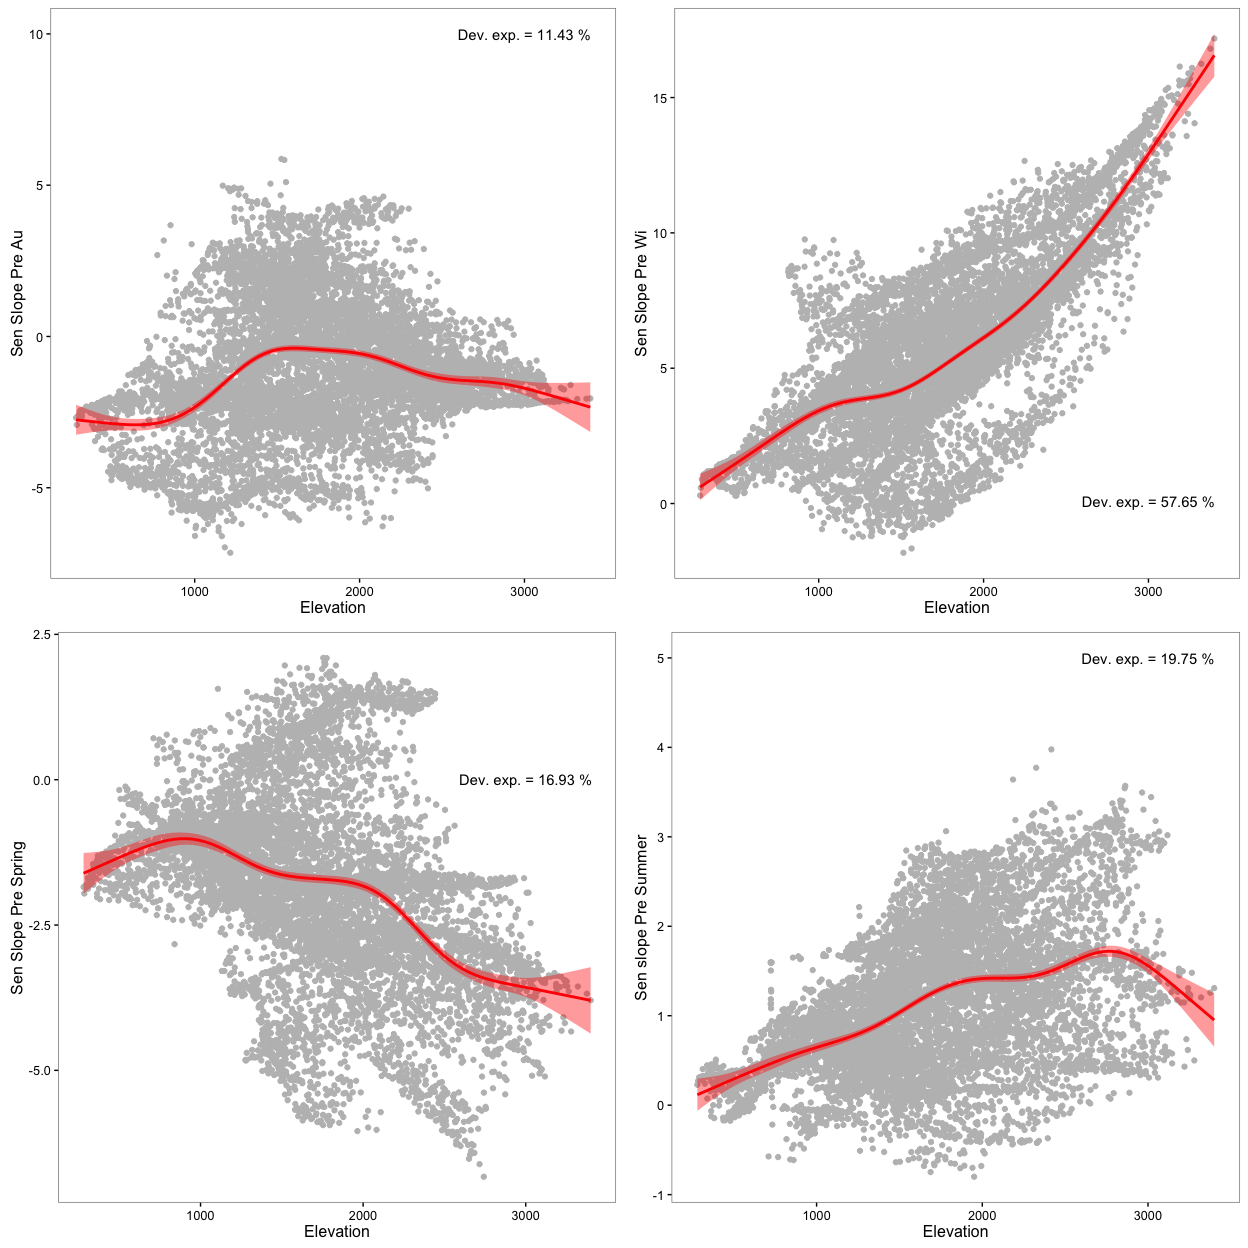 Dev. exp. = 11.43 %
10
5
0
-5
Sen Slope Pre Au
1000 2000 3000
Elevation
15
10
5
0
Sen Slope Pre Wi
Dev. exp. = 57.65 %
1000 2000 3000
Elevation
2.5
0.0
-2.5
-5.0
Sen Slope Pre Spring
Dev. exp. = 16.93 %
1000 2000 3000
Elevation
Dev. exp. = 19.75 %
5
4
3
2
1
0
-1
Sen slope Pre Summer
1000 2000 3000
Elevation